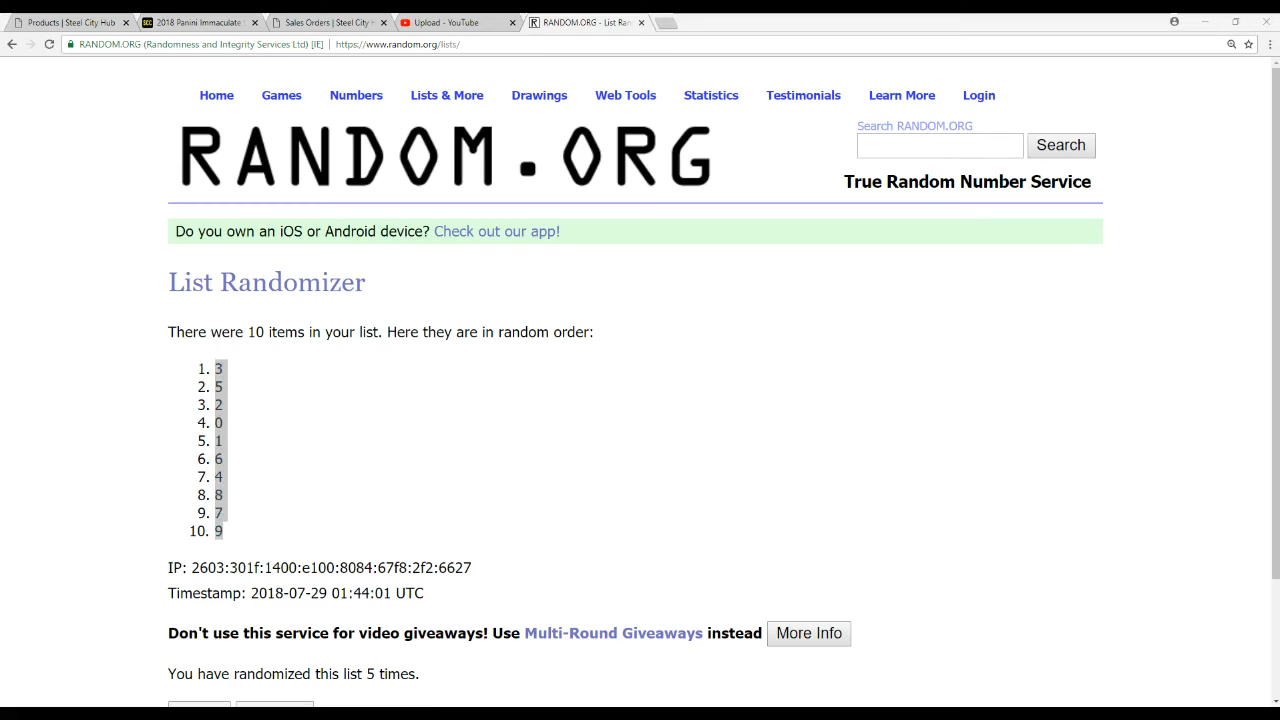 Products | Steel City Hub
2018 Panini Immaculate
Sales Orders | Steel City H
Upload - YouTube
RANDOM.ORG - List Ran
RANDOM.ORG (Randomness and Integrity Services Ltd) [IE] https://www.random.org/lists/
Home Games Numbers Lists & More Drawings Web Tools Statistics Testimonials Learn More Login
RANDOM.ORG
Search RANDOM.ORG
Search
True Random Number Service
Do you own an iOS or Android device? Check out our app!
List Randomizer
There were 10 items in your list. Here they are in random order:
1. 3
2. 5
3. 2
4. 0
5. 1
6. 6
7. 4
8. 8
9. 7
10. 9
IP: 2603:301f:1400:e100:8084:67f8:2f2:6627
Timestamp: 2018-07-29 01:44:01 UTC
Don't use this service for video giveaways! Use Multi-Round Giveaways instead More Info
You have randomized this list 5 times.